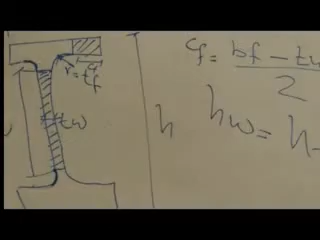 cf = bf - tw
2
r = tf
h
hw = h -
tw